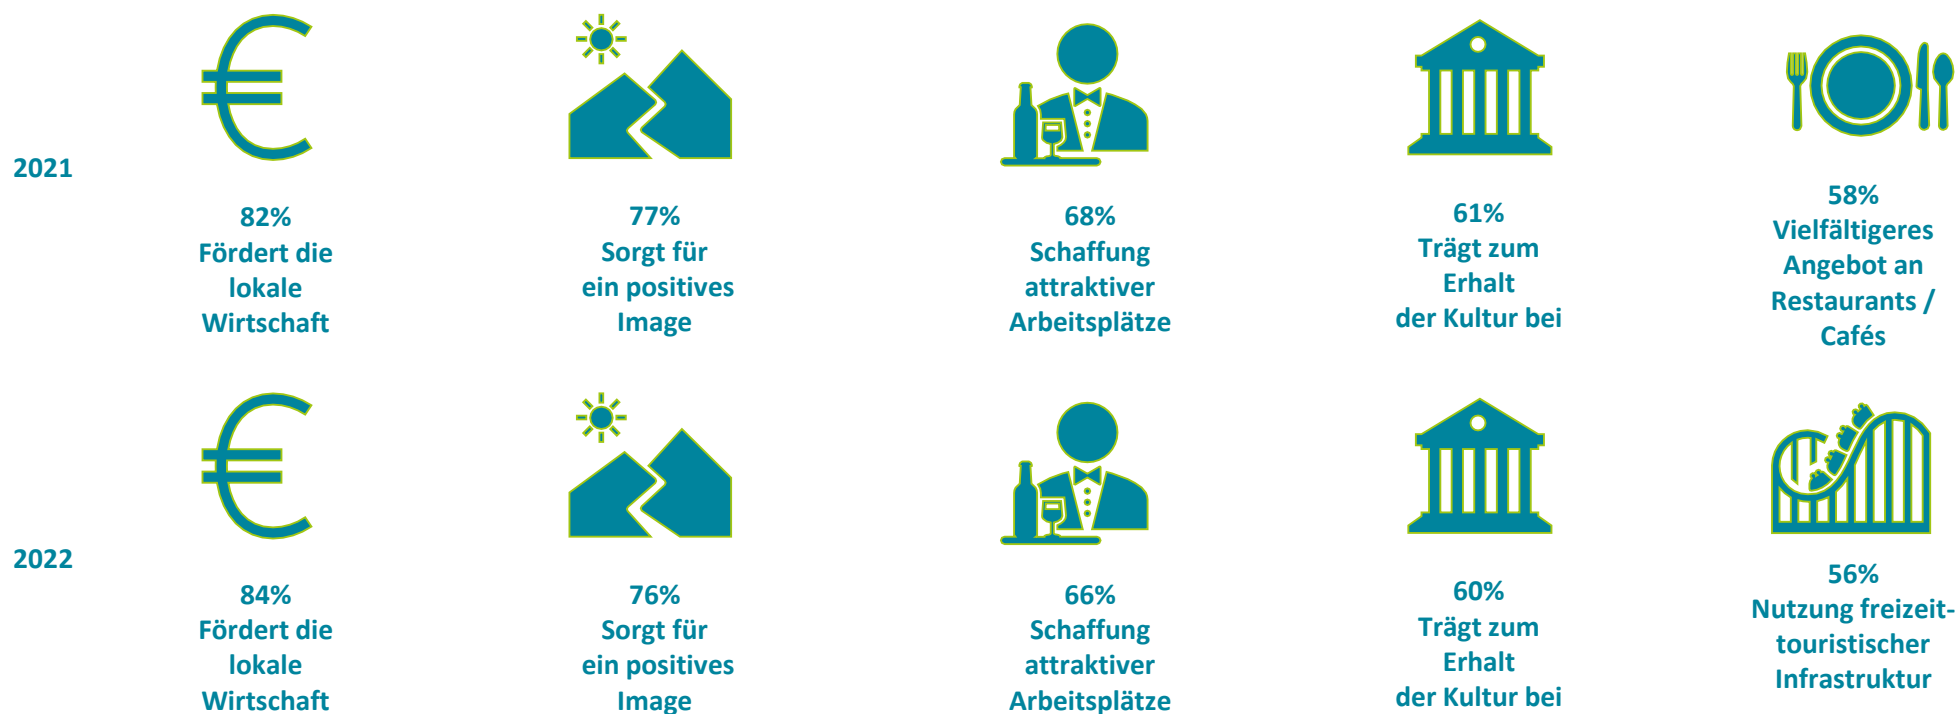 2021
82%
Fördert die
lokale
Wirtschaft
77%
Sorgt für
ein positives
Image
68%
Schaffung
attraktiver
Arbeitsplätze
61%
Trägt zum
Erhalt
der Kultur bei
58%
Vielfältigeres
Angebot an
Restaurants /
Cafés
2022
84%
Fördert die
lokale
Wirtschaft
76%
Sorgt für
ein positives
Image
66%
Schaffung
attraktiver
Arbeitsplätze
60%
Trägt zum
Erhalt
der Kultur bei
56%
Nutzung freizeit-
touristischer
Infrastruktur